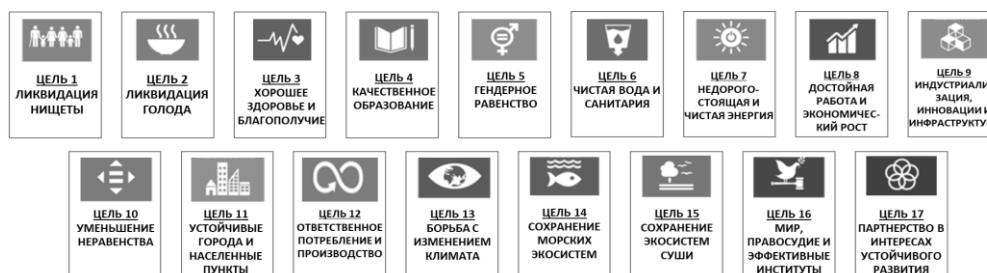 ЦЕЛЬ 1
ЛИКВИДАЦИЯ
НИЩЕТЫ
ЦЕЛЬ 2
ЛИКВИДАЦИЯ
ГОЛОДА
ЦЕЛЬ 3
ХОРОШЕЕ
ЗДОРОВЬЕ И
БЛАГОПОЛУЧИЕ
ЦЕЛЬ 4
КАЧЕСТВЕННОЕ
ОБРАЗОВАНИЕ
ЦЕЛЬ 5
ГЕНДЕРНОЕ
РАВЕНСТВО
ЦЕЛЬ 6
ЧИСТАЯ ВОДА И
САНИТАРИЯ
ЦЕЛЬ 7
НЕДОРОГО-
СТОЯЩАЯ И
ЧИСТАЯ ЭНЕРГИЯ
ЦЕЛЬ 8
ДОСТОЙНАЯ
РАБОТА И
ЭКОНОМИЧЕС-
КИЙ РОСТ
ЦЕЛЬ 9
ИНДУСТРИАЛИ
ЗАЦИЯ,
ИННОВАЦИИ И
ИНФРАСТРУКТУ
ЦЕЛЬ 10
УМЕНЬШЕНИЕ
НЕРАВЕНСТВА
ЦЕЛЬ 11
УСТОЙЧИВЫЕ
ГОРОДА И
НАСЕЛЕННЫЕ
ПУНКТЫ
ЦЕЛЬ 12
ОТВЕТСТВЕННОЕ
ПОТРЕБЛЕНИЕ И
ПРОИЗВОДСТВО
ЦЕЛЬ 13
БОРЬБА С
ИЗМЕНЕНИЕМ
КЛИМАТА
ЦЕЛЬ 14
СОХРАНЕНИЕ
МОРСКИХ
ЭКОСИСТЕМ
ЦЕЛЬ 15
СОХРАНЕНИЕ
ЭКОСИСТЕМ
СУШИ
ЦЕЛЬ 16
МИР,
ПРАВОСУДИЕ И
ЭФФЕКТИВНЫЕ
ИНСТИТУТЫ
ЦЕЛЬ 17
ПАРТНЕРСТВО В
ИНТЕРЕСАХ
УСТОЙЧИВОГО
РАЗВИТИЯ